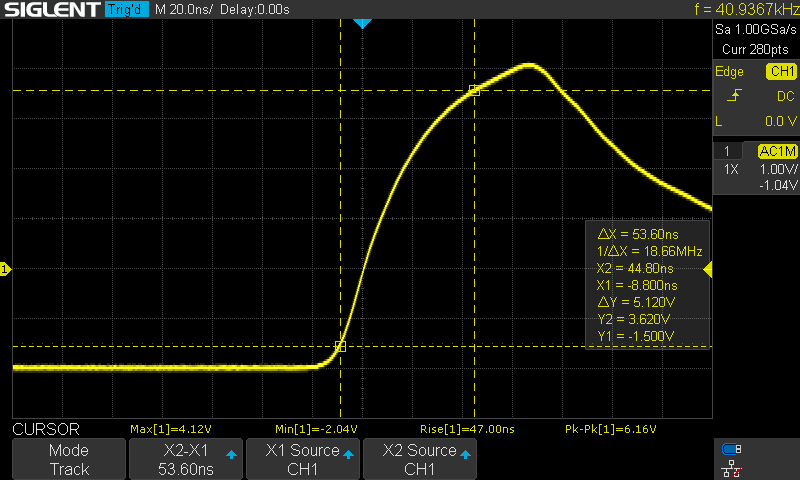 SIGLENT Trig'd M 20.0ns/ Delay:0.00s f = 40.9367kHz
Sa 1.00GSa/s
Curr 280pts
Edge CH1
DC
L 0.0 V
1 AC1M
1X 1.00V/
-1.04V
1
ΔX = 53.60ns
1/ΔX = 18.66MHz
X2 = 44.80ns
X1 = -8.800ns
ΔY = 5.120V
Y2 = 3.620V
Y1 = -1.500V
CURSOR Max[1]=4.12V Min[1]=-2.04V Rise[1]=47.00ns Pk-Pk[1]=6.16V
Mode X2-X1 X1 Source X2 Source
Track 53.60ns CH1 CH1